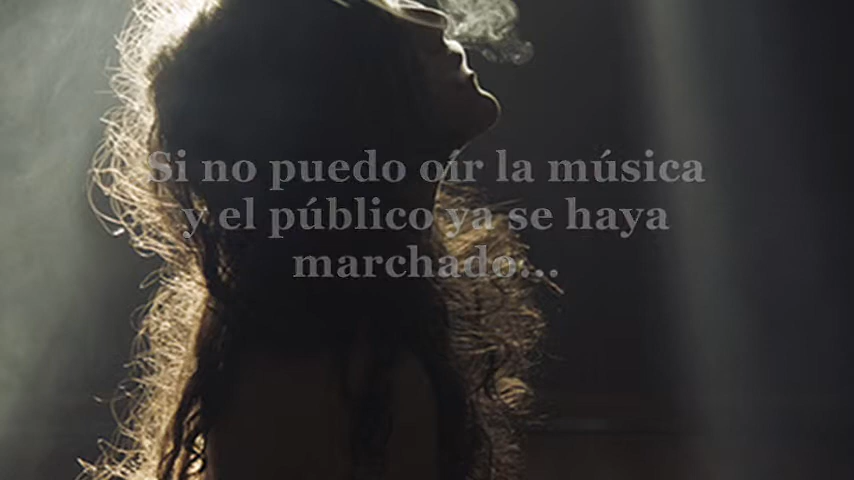 Si no puedo oír la música
y el público ya se haya
marchado...